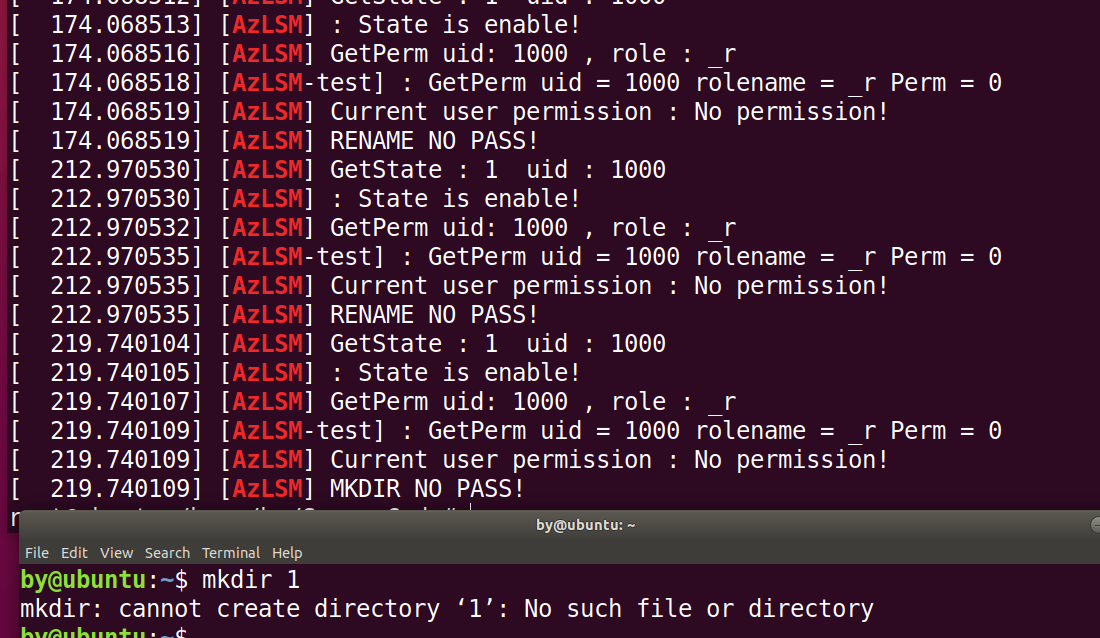 174.068512] [AzLSM] GetState : 1  uid : 1000
[   174.068513] [AzLSM] : State is enable!
[   174.068516] [AzLSM] GetPerm uid: 1000 , role : _r
[   174.068518] [AzLSM-test] : GetPerm uid = 1000 rolename = _r Perm = 0
[   174.068519] [AzLSM] Current user permission : No permission!
[   174.068519] [AzLSM] RENAME NO PASS!
[   212.970530] [AzLSM] GetState : 1  uid : 1000
[   212.970530] [AzLSM] : State is enable!
[   212.970532] [AzLSM] GetPerm uid: 1000 , role : _r
[   212.970535] [AzLSM-test] : GetPerm uid = 1000 rolename = _r Perm = 0
[   212.970535] [AzLSM] Current user permission : No permission!
[   212.970535] [AzLSM] RENAME NO PASS!
[   219.740104] [AzLSM] GetState : 1  uid : 1000
[   219.740105] [AzLSM] : State is enable!
[   219.740107] [AzLSM] GetPerm uid: 1000 , role : _r
[   219.740109] [AzLSM-test] : GetPerm uid = 1000 rolename = _r Perm = 0
[   219.740109] [AzLSM] Current user permission : No permission!
[   219.740109] [AzLSM] MKDIR NO PASS!
by@ubuntu: ~
File Edit View Search Terminal Help
by@ubuntu:~$ mkdir 1
mkdir: cannot create directory ‘1’: No such file or directory
by@ubuntu:~$